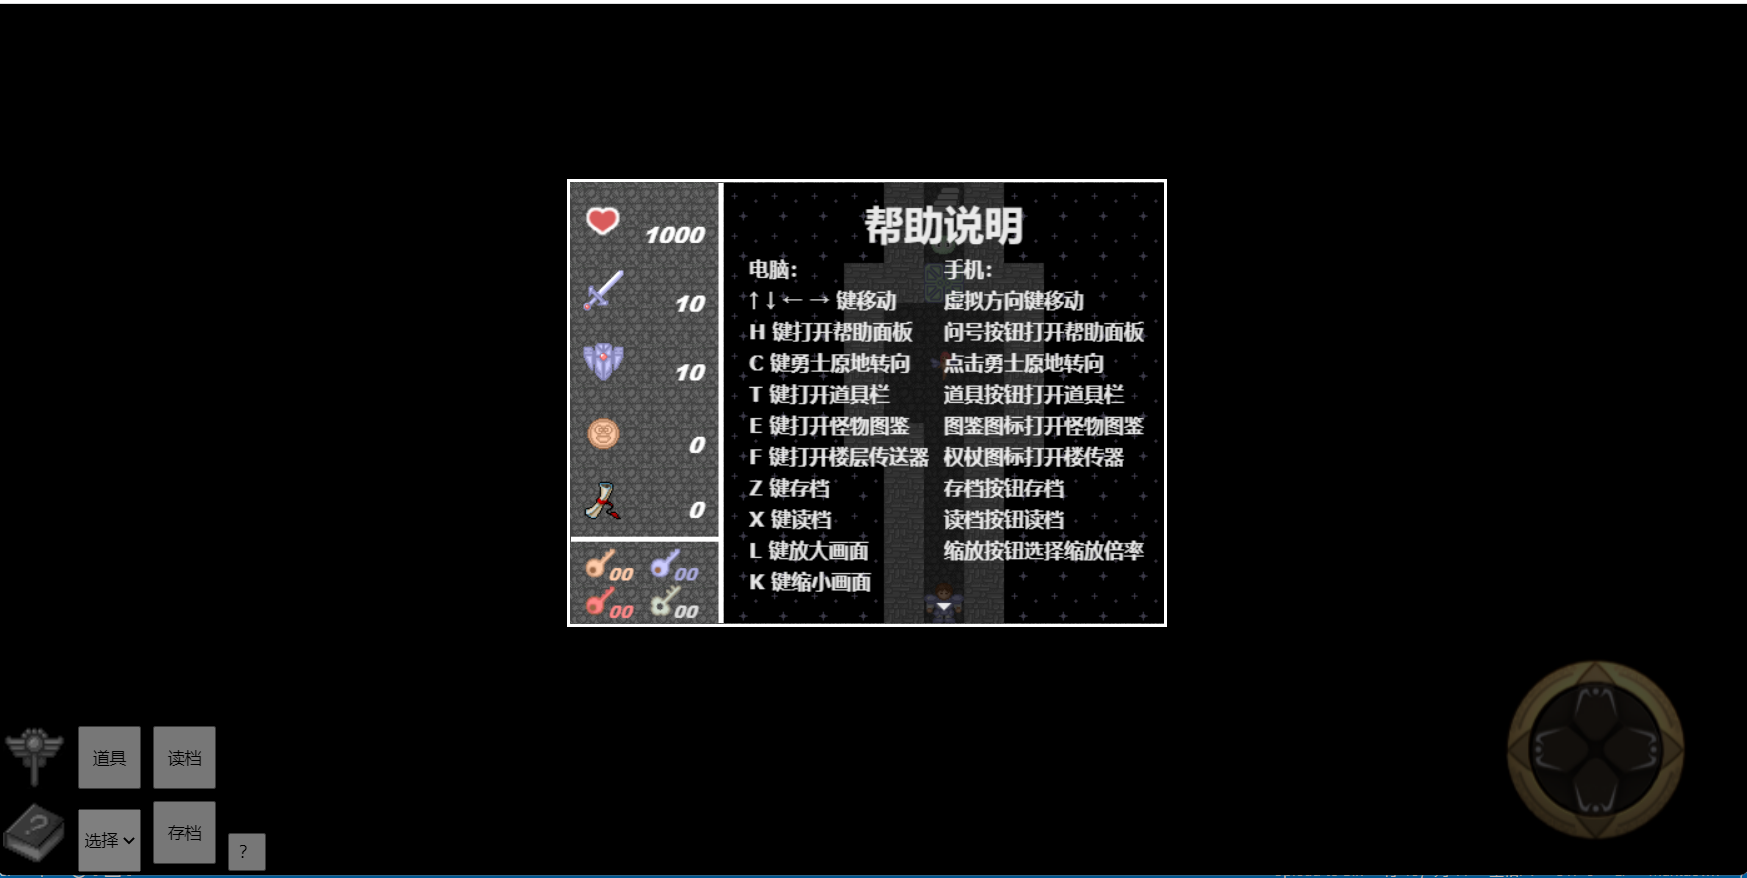 1000
10
10
0
0
00 00
00 00
帮助说明
电脑: 手机:
↑↓←→ 键移动 虚拟方向键移动
H 键打开帮助面板 问号按钮打开帮助面板
C 键勇士原地转向 点击勇士原地转向
T 键打开道具栏 道具按钮打开道具栏
E 键打开怪物图鉴 图鉴图标打开怪物图鉴
F 键打开楼层传送器 权杖图标打开楼传器
Z 键存档 存档按钮存档
X 键读档 读档按钮读档
L 键放大画面 缩放按钮选择缩放倍率
K 键缩小画面
道具 读档
选择 存档 ?